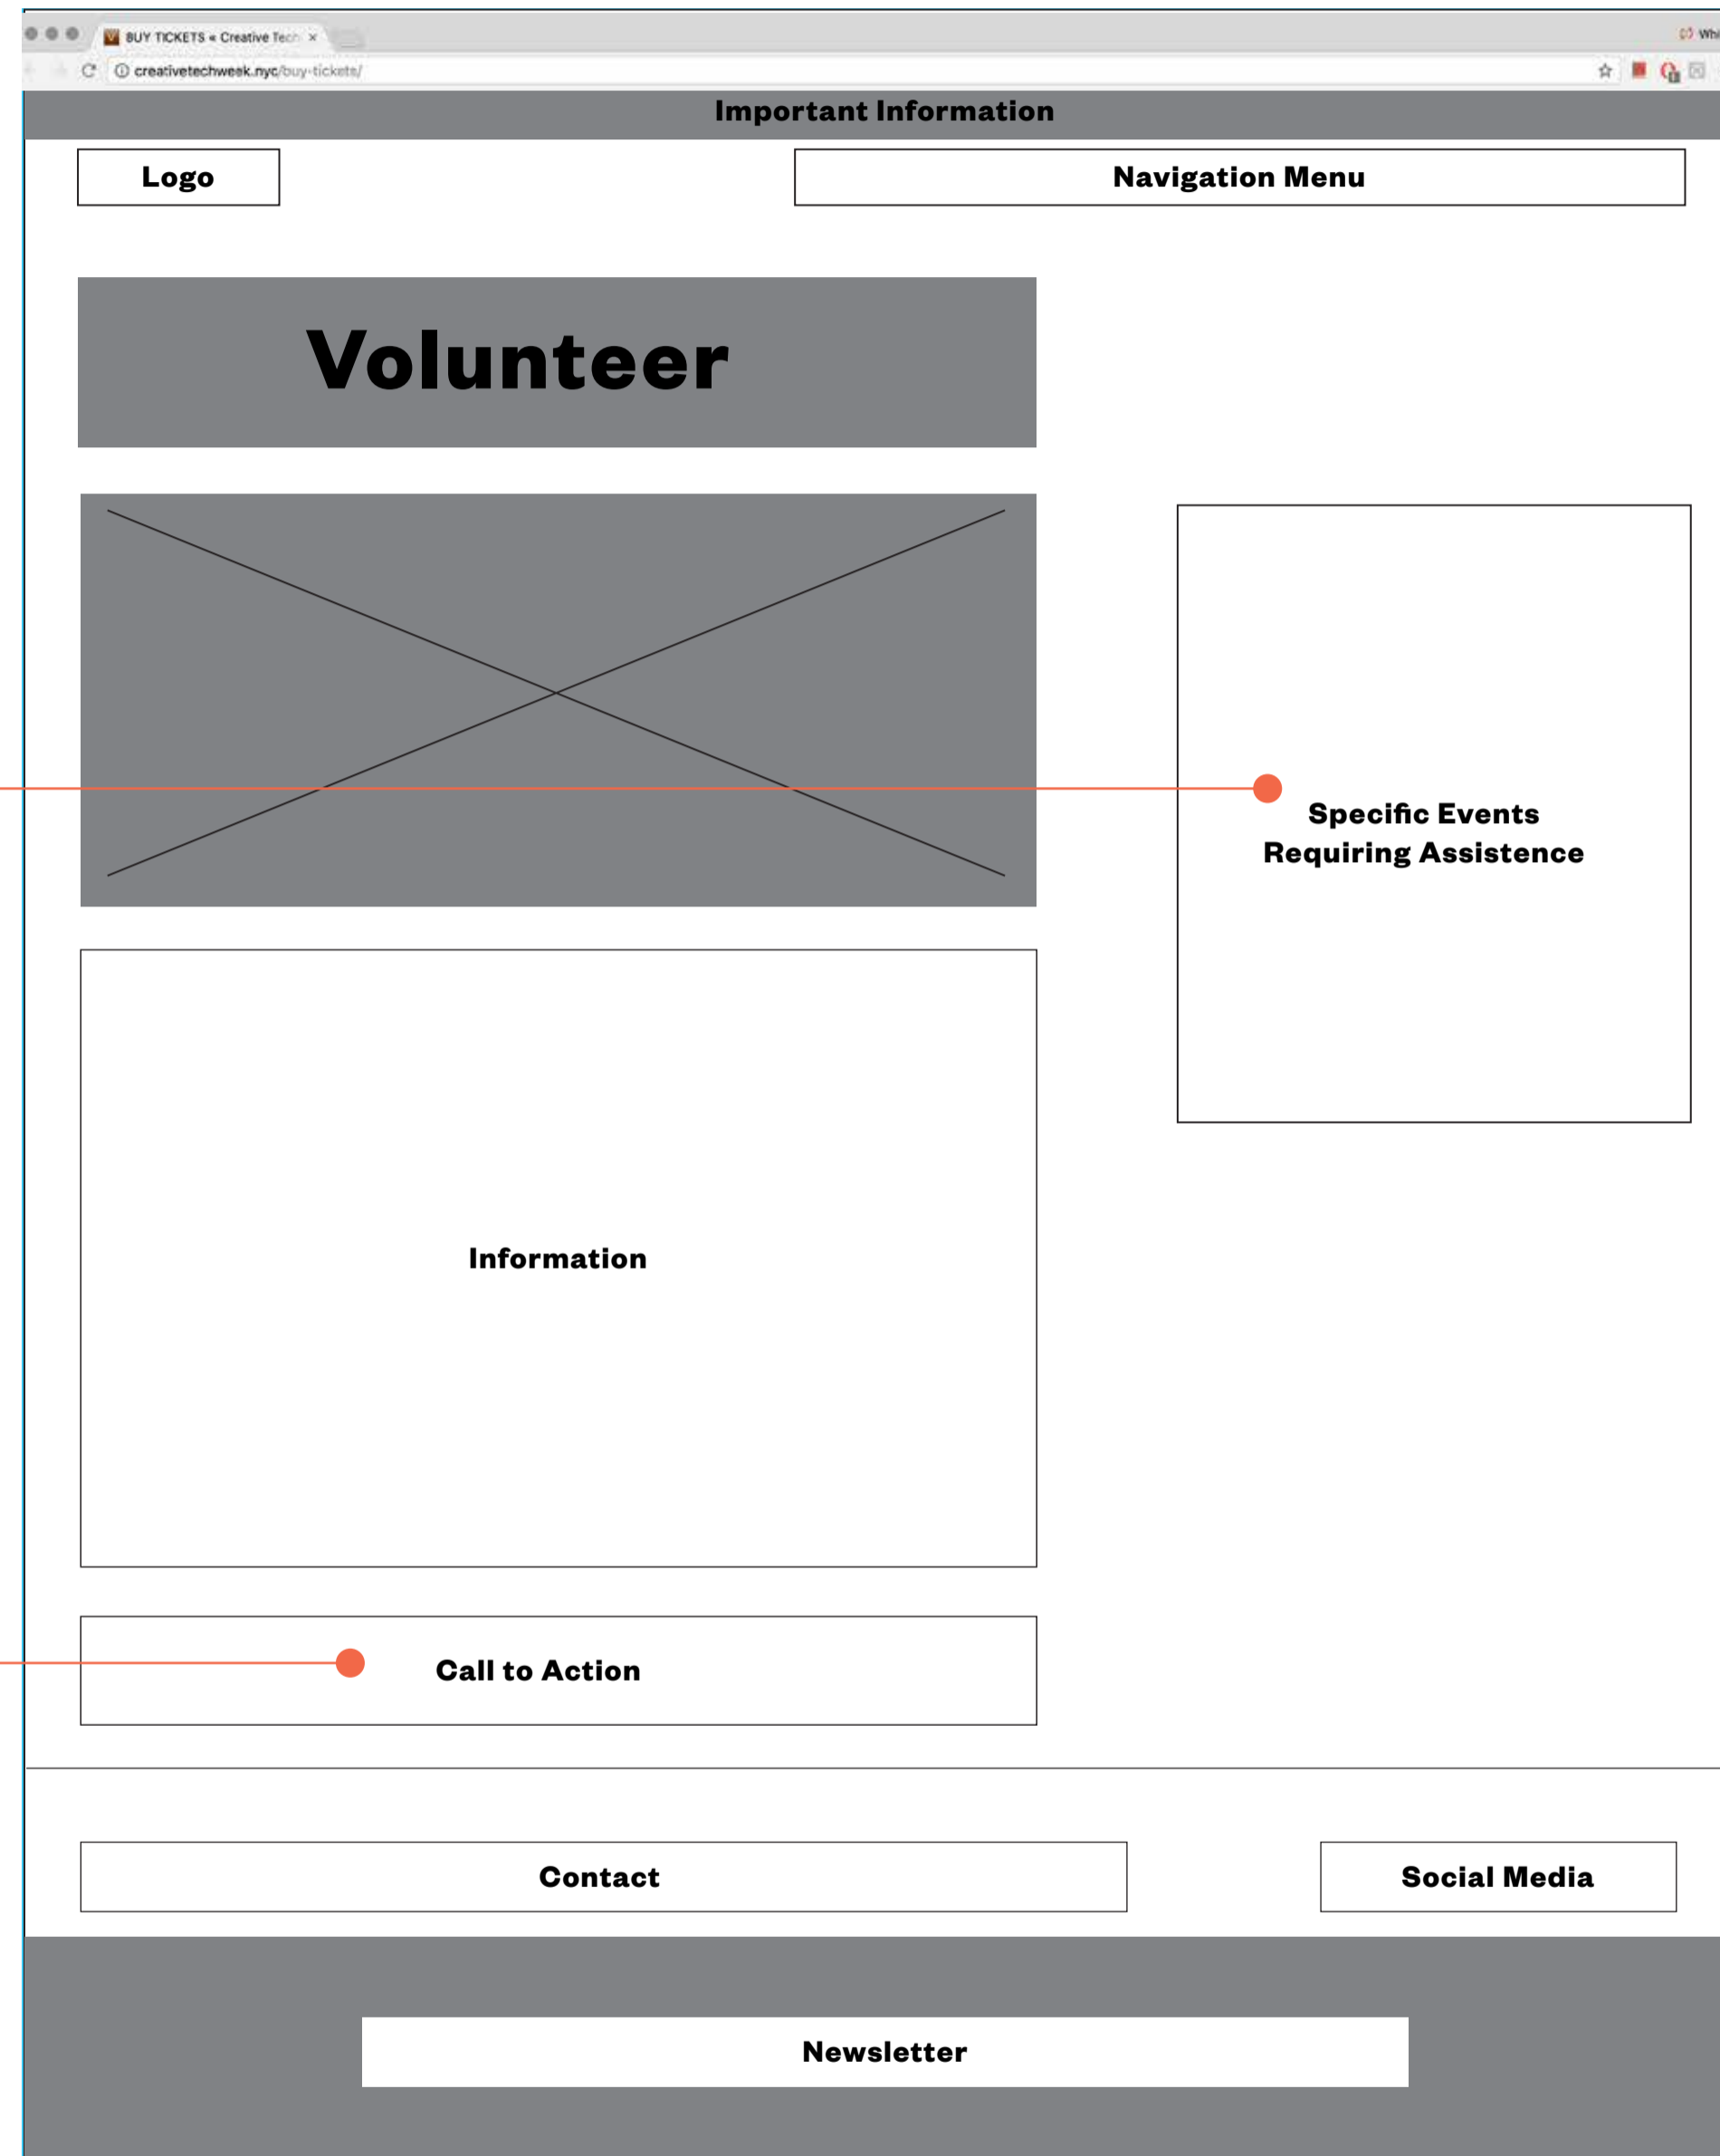 BUY TICKETS « Creative Tech ×
Whi
creativetechweek.nyc/buy-tickets/
Important Information
Logo
Navigation Menu
Volunteer
Specific Events
Requiring Assistence
Information
Call to Action
Contact
Social Media
Newsletter